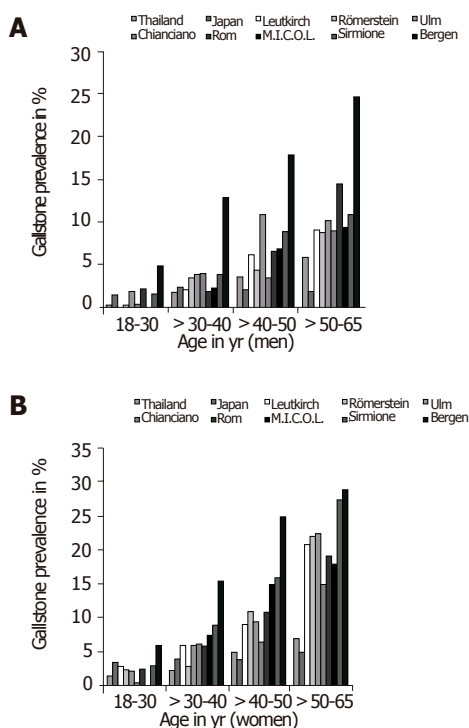 A
Thailand Japan Leutkirch Römerstein Ulm
Chianciano Rom M.I.C.O.L. Sirmione Bergen
Gallstone prevalence in %
30
25
20
15
10
5
0
18-30 > 30-40 > 40-50 > 50-65
Age in yr (men)
B
Thailand Japan Leutkirch Römerstein Ulm
Chianciano Rom M.I.C.O.L. Sirmione Bergen
Gallstone prevalence in %
35
30
25
20
15
10
5
0
18-30 > 30-40 > 40-50 > 50-65
Age in yr (women)